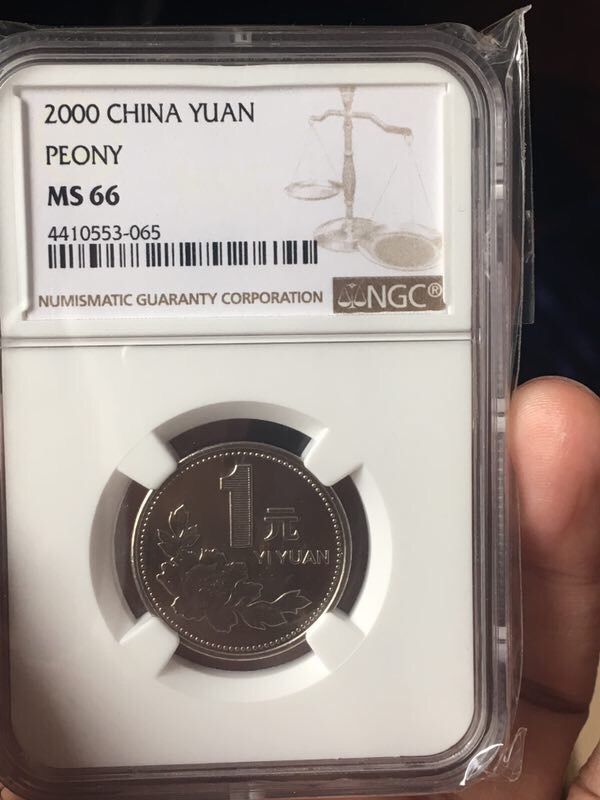 2000 CHINA YUAN
PEONY
MS 66
4410553-065
NUMISMATIC GUARANTY CORPORATION
NGC®
1元
YI YUAN